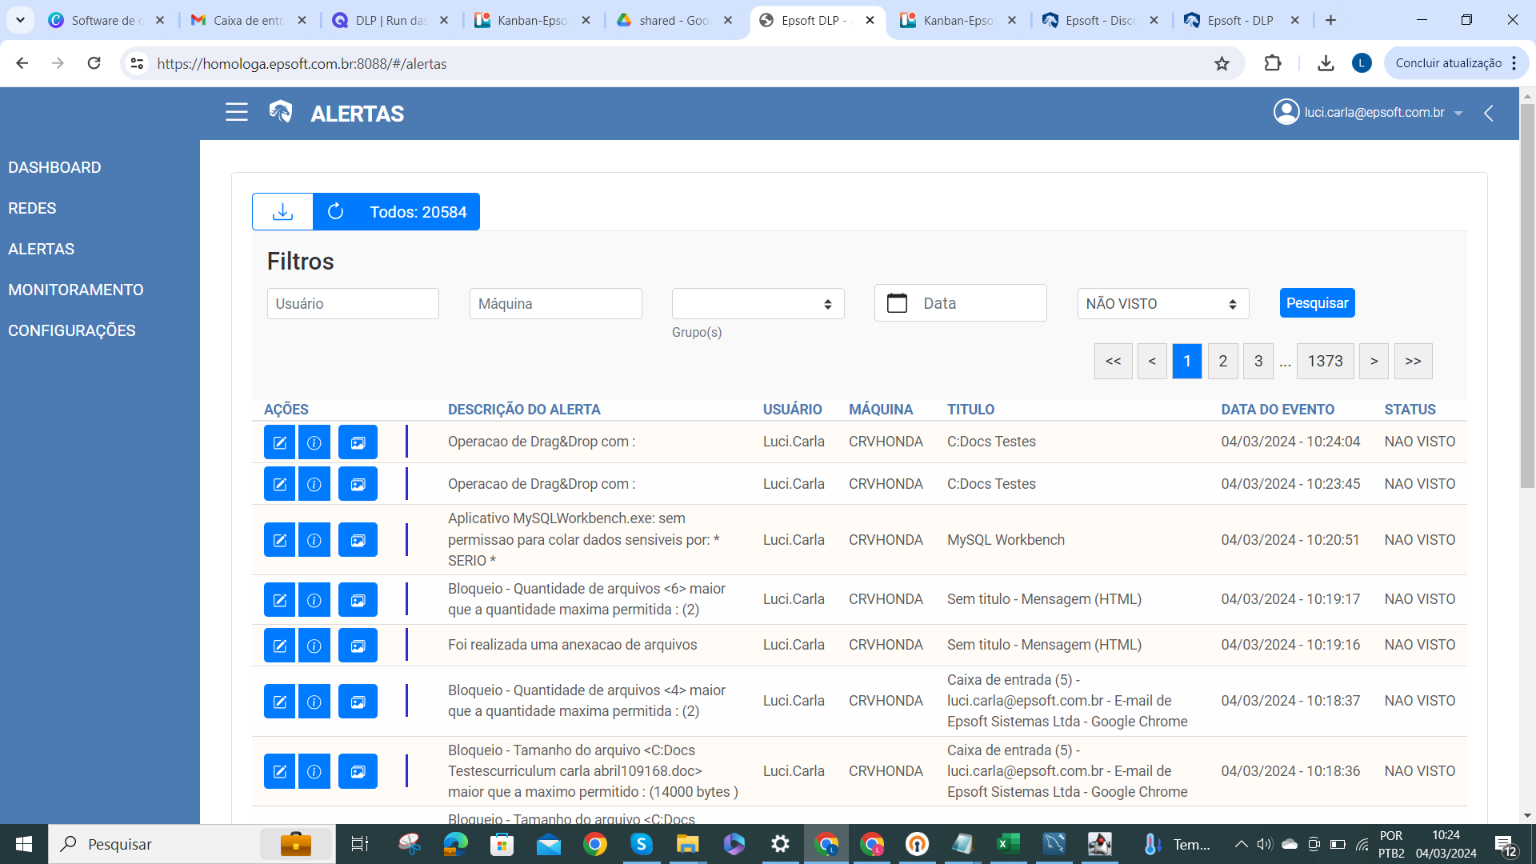 Software de c
Caixa de entr
DLP | Run das
Kanban-Epso
shared - Goo
Epsoft DLP - A
Kanban-Epso
Epsoft - Disco
Epsoft - DLP
https://homologa.epsoft.com.br:8088/#/alertas
L
Concluir atualização
ALERTAS
luci.carla@epsoft.com.br
DASHBOARD
REDES
ALERTAS
MONITORAMENTO
CONFIGURAÇÕES
Todos: 20584
Filtros
Usuário
Máquina
Grupo(s)
Data
NÃO VISTO
Pesquisar
<< < 1 2 3 ... 1373 > >>
AÇÕES DESCRIÇÃO DO ALERTA USUÁRIO MÁQUINA TITULO DATA DO EVENTO STATUS
Operacao de Drag&Drop com : Luci.Carla CRVHONDA C:Docs Testes 04/03/2024 - 10:24:04 NAO VISTO
Operacao de Drag&Drop com : Luci.Carla CRVHONDA C:Docs Testes 04/03/2024 - 10:23:45 NAO VISTO
Aplicativo MySQLWorkbench.exe: sem
permissao para colar dados sensiveis por: *
SERIO *
Luci.Carla CRVHONDA MySQL Workbench 04/03/2024 - 10:20:51 NAO VISTO
Bloqueio - Quantidade de arquivos <6> maior
que a quantidade maxima permitida : (2)
Luci.Carla CRVHONDA Sem titulo - Mensagem (HTML) 04/03/2024 - 10:19:17 NAO VISTO
Foi realizada uma anexacao de arquivos Luci.Carla CRVHONDA Sem titulo - Mensagem (HTML) 04/03/2024 - 10:19:16 NAO VISTO
Bloqueio - Quantidade de arquivos <4> maior
que a quantidade maxima permitida : (2)
Luci.Carla CRVHONDA
Caixa de entrada (5) -
luci.carla@epsoft.com.br - E-mail de
Epsoft Sistemas Ltda - Google Chrome
04/03/2024 - 10:18:37 NAO VISTO
Bloqueio - Tamanho do arquivo <C:Docs
Testescurriculum carla abril109168.doc>
maior que a maximo permitido : (14000 bytes )
Luci.Carla CRVHONDA
Caixa de entrada (5) -
luci.carla@epsoft.com.br - E-mail de
Epsoft Sistemas Ltda - Google Chrome
04/03/2024 - 10:18:36 NAO VISTO
Bloqueio - Tamanho do arquivo <C:Docs
Pesquisar
Tem...
POR
PTB2
10:24
04/03/2024
12